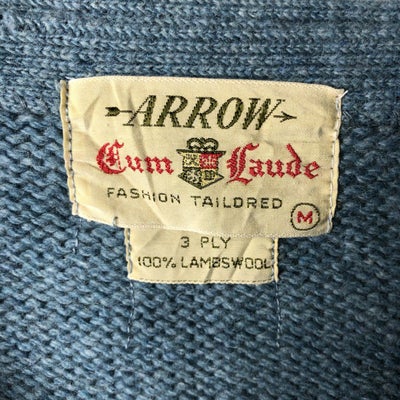 ARROW
Cum Laude
FASHION TAILORED M
3 PLY
100% LAMBSWOOL